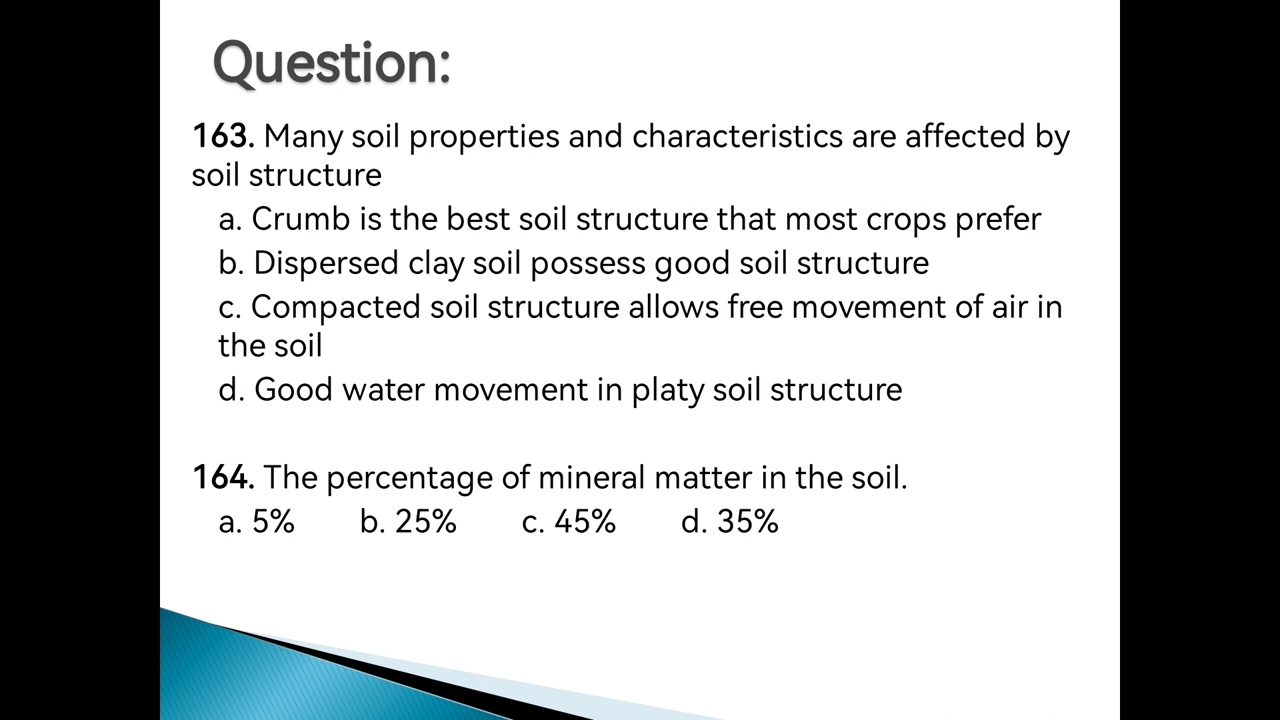 Question:
163. Many soil properties and characteristics are affected by
soil structure
a. Crumb is the best soil structure that most crops prefer
b. Dispersed clay soil possess good soil structure
c. Compacted soil structure allows free movement of air in
the soil
d. Good water movement in platy soil structure
164. The percentage of mineral matter in the soil.
a. 5% b. 25% c. 45% d. 35%